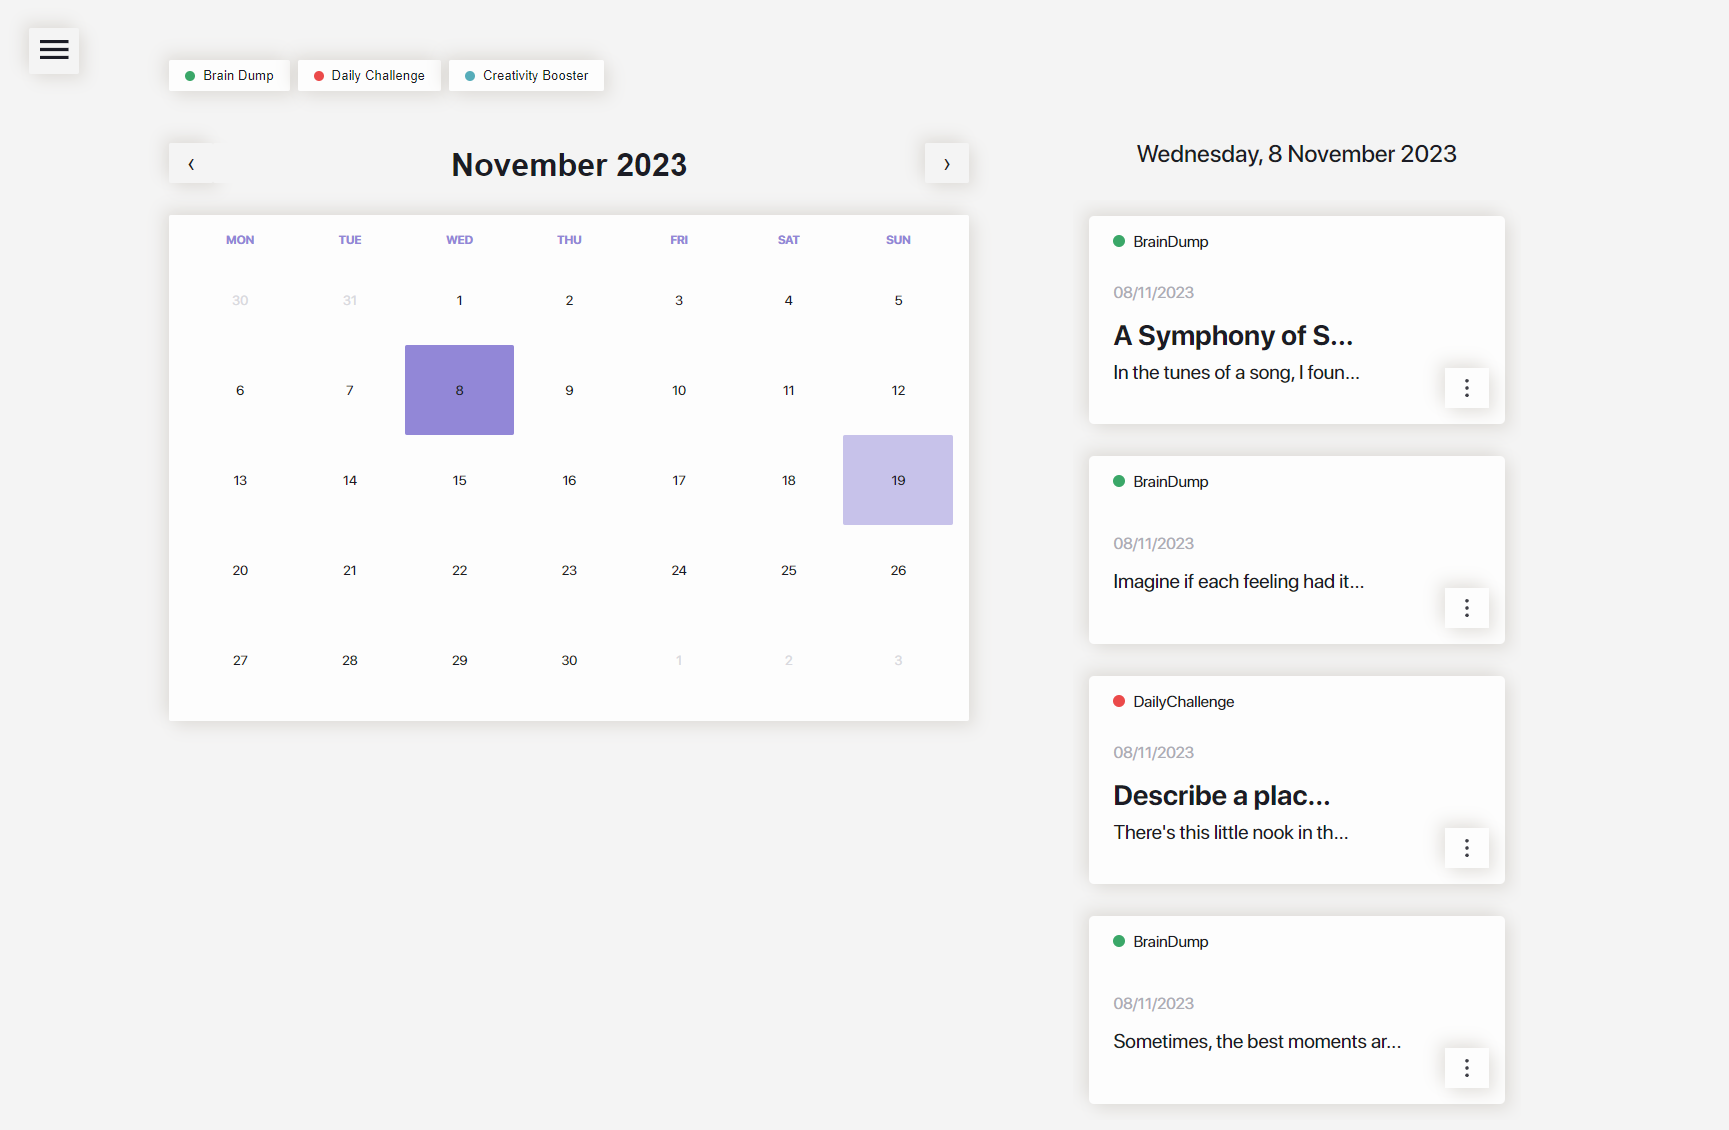 Brain Dump Daily Challenge Creativity Booster
‹ November 2023 ›
MON TUE WED THU FRI SAT SUN
30 31 1 2 3 4 5
6 7 8 9 10 11 12
13 14 15 16 17 18 19
20 21 22 23 24 25 26
27 28 29 30 1 2 3
Wednesday, 8 November 2023
BrainDump
08/11/2023
A Symphony of S...
In the tunes of a song, I foun...
BrainDump
08/11/2023
Imagine if each feeling had it...
DailyChallenge
08/11/2023
Describe a plac...
There's this little nook in th...
BrainDump
08/11/2023
Sometimes, the best moments ar...